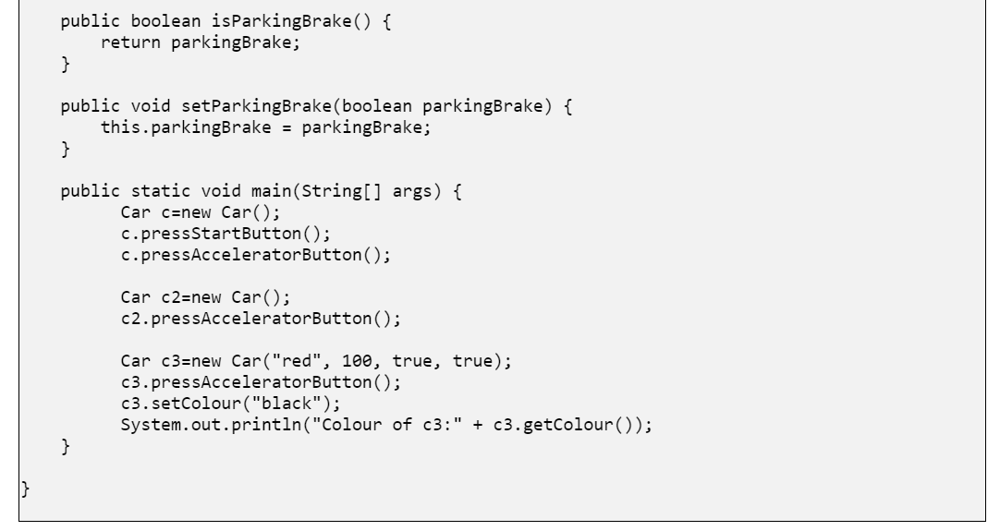 public boolean isParkingBrake() {
return parkingBrake;
}
public void setParkingBrake(boolean parkingBrake) {
this.parkingBrake = parkingBrake;
}
public static void main(String[] args) {
Car c=new Car();
c.pressStartButton();
c.pressAcceleratorButton();
Car c2=new Car();
c2.pressAcceleratorButton();
Car c3=new Car("red", 100, true, true);
c3.pressAcceleratorButton();
c3.setColour("black");
System.out.println("Colour of c3:" + c3.getColour());
}
}